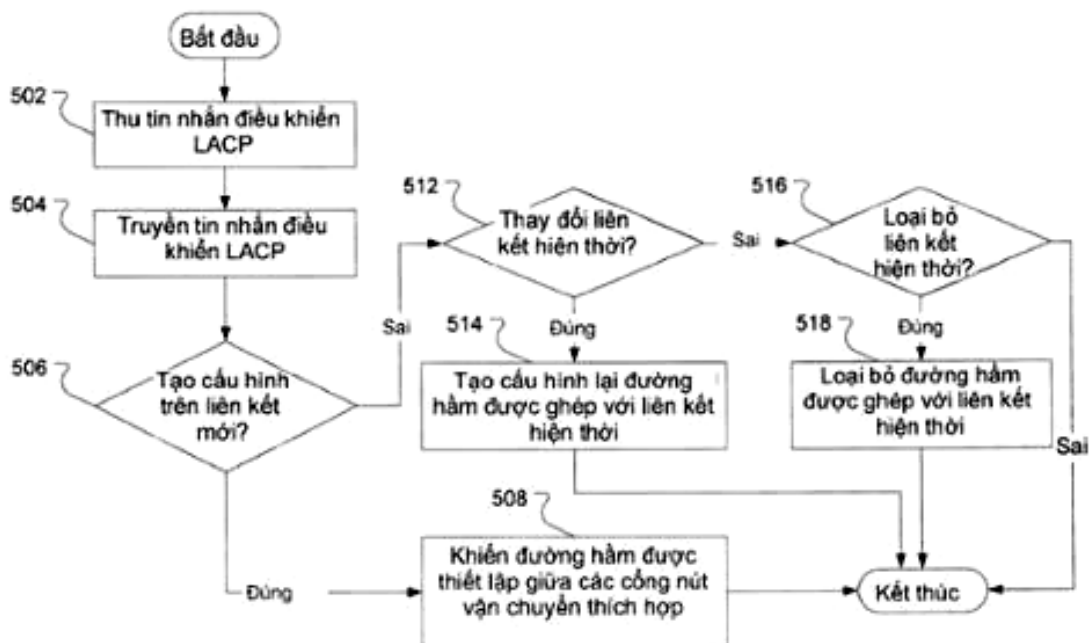 Bắt đầu
502
Thu tin nhắn điều khiển
LACP
504
Truyền tin nhắn điều
khiển LACP
506
Tạo cấu hình
trên liên kết
mới?
Sai
512
Thay đổi liên
kết hiện thời?
Sai
516
Loại bỏ
liên kết
hiện thời?
Đúng
514
Tạo cấu hình lại đường
hầm được ghép với liên kết
hiện thời
Đúng
518
Loại bỏ đường hầm
được ghép với liên kết
hiện thời
Sai
Đúng
508
Khiến đường hầm được
thiết lập giữa các cổng nút
vận chuyển thích hợp
Kết thúc